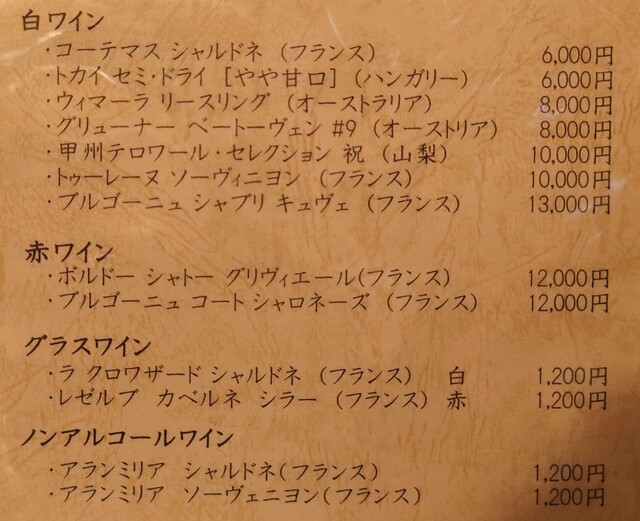 白ワイン
・コーテマス シャルドネ (フランス) 6,000円
・トカイ セミ・ドライ [やや甘口] (ハンガリー) 6,000円
・ウィマーラ リースリング (オーストラリア) 8,000円
・グリューナー ベートーヴェン #9 (オーストリア) 8,000円
・甲州テロワール・セレクション 祝 (山梨) 10,000円
・トゥーレーヌ ソーヴィニヨン (フランス) 10,000円
・ブルゴーニュ シャブリ キュヴェ (フランス) 13,000円
赤ワイン
・ボルドー シャトー グリヴィエール(フランス) 12,000円
・ブルゴーニュ コート シャロネーズ (フランス) 12,000円
グラスワイン
・ラ クロワザード シャルドネ (フランス) 白 1,200円
・レゼルブ カベルネ シラー (フランス) 赤 1,200円
ノンアルコールワイン
・アランミリア シャルドネ(フランス) 1,200円
・アランミリア ソーヴェニヨン(フランス) 1,200円